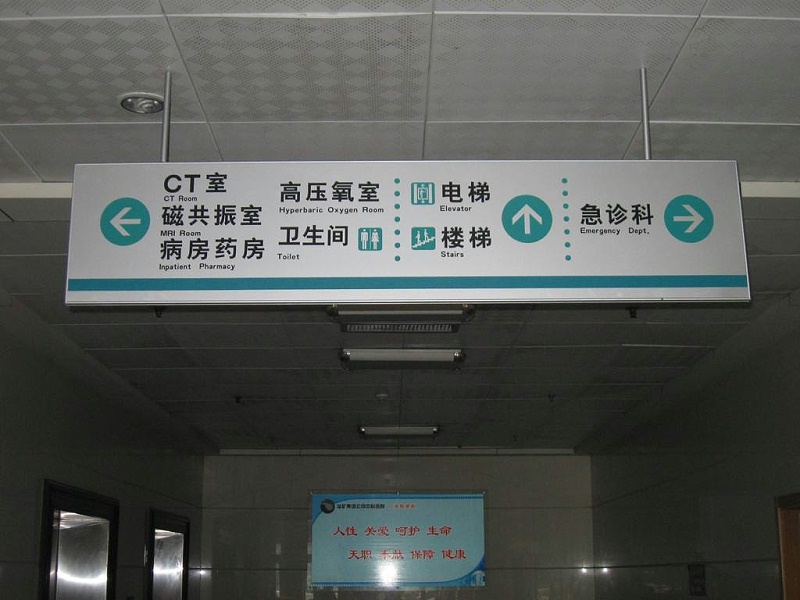 CT室
CT Room
磁共振室
MRI Room
病房药房
Inpatient Pharmacy
高压氧室
Hyperbaric Oxygen Room
卫生间
Toilet
电梯
Elevator
楼梯
Stairs
急诊科
Emergency Dept.
人性 关爱 呵护 生命
天职 奉献 保障 健康